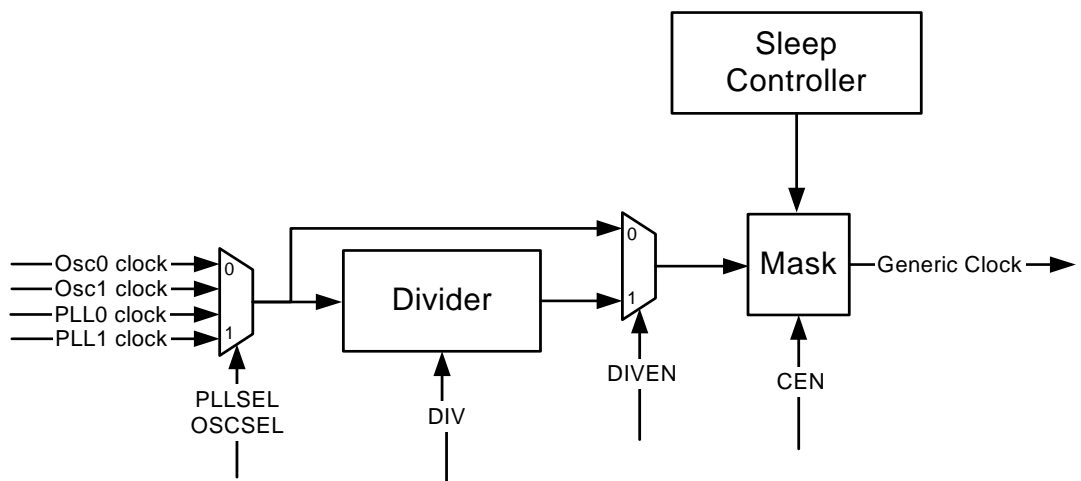 Sleep
Controller
Osc0 clock
Osc1 clock
PLL0 clock
PLL1 clock
0
1
PLLSEL
OSCSEL
Divider
DIV
0
1
DIVEN
Mask
CEN
Generic Clock